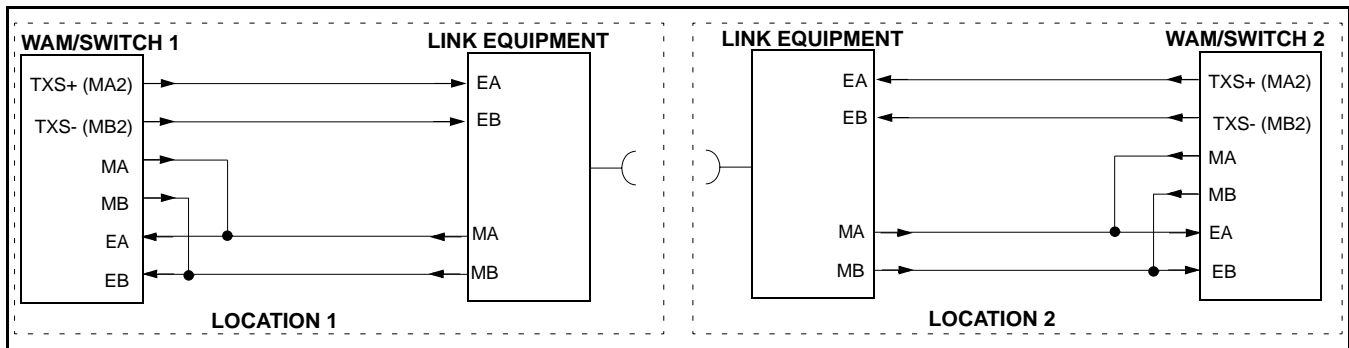 WAM/SWITCH 1
LINK EQUIPMENT
TXS+ (MA2)
TXS- (MB2)
MA
MB
EA
EB
EA
EB
MA
MB
LOCATION 1
LINK EQUIPMENT
WAM/SWITCH 2
EA
EB
MA
MB
TXS+ (MA2)
TXS- (MB2)
MA
MB
EA
EB
LOCATION 2